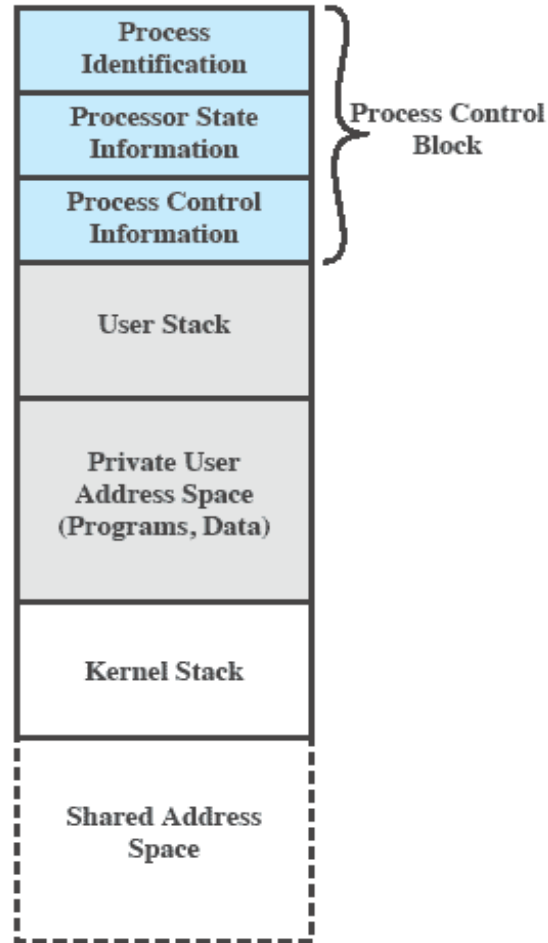 Process
Identification
Processor State
Information
Process Control
Information
Process Control
Block
User Stack
Private User
Address Space
(Programs, Data)
Kernel Stack
Shared Address
Space